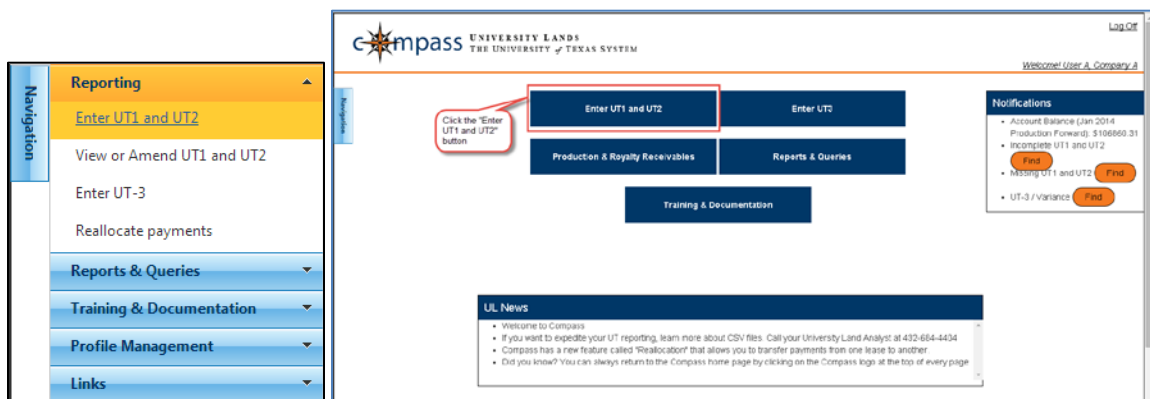 Navigation
Reporting
Enter UT1 and UT2
View or Amend UT1 and UT2
Enter UT-3
Reallocate payments
Reports & Queries
Training & Documentation
Profile Management
Links
compass UNIVERSITY LANDS
THE UNIVERSITY of TEXAS SYSTEM
Log Off
Welcome! User A, Company A
Navigation
Click the "Enter
UT1 and UT2"
button
Enter UT1 and UT2
Enter UT3
Production & Royalty Receivables
Reports & Queries
Training & Documentation
Notifications
• Account Balance (Jan 2014
Production Forward): $106860.31
• Incomplete UT1 and UT2
Find
• Missing UT1 and UT2 Find
• UT-3 / Variance Find
UL News
• Welcome to Compass
• If you want to expedite your UT reporting, learn more about CSV files. Call your University Land Analyst at 432-684-4404
• Compass has a new feature called "Reallocation" that allows you to transfer payments from one lease to another
• Did you know? You can always return to the Compass home page by clicking on the Compass logo at the top of every page